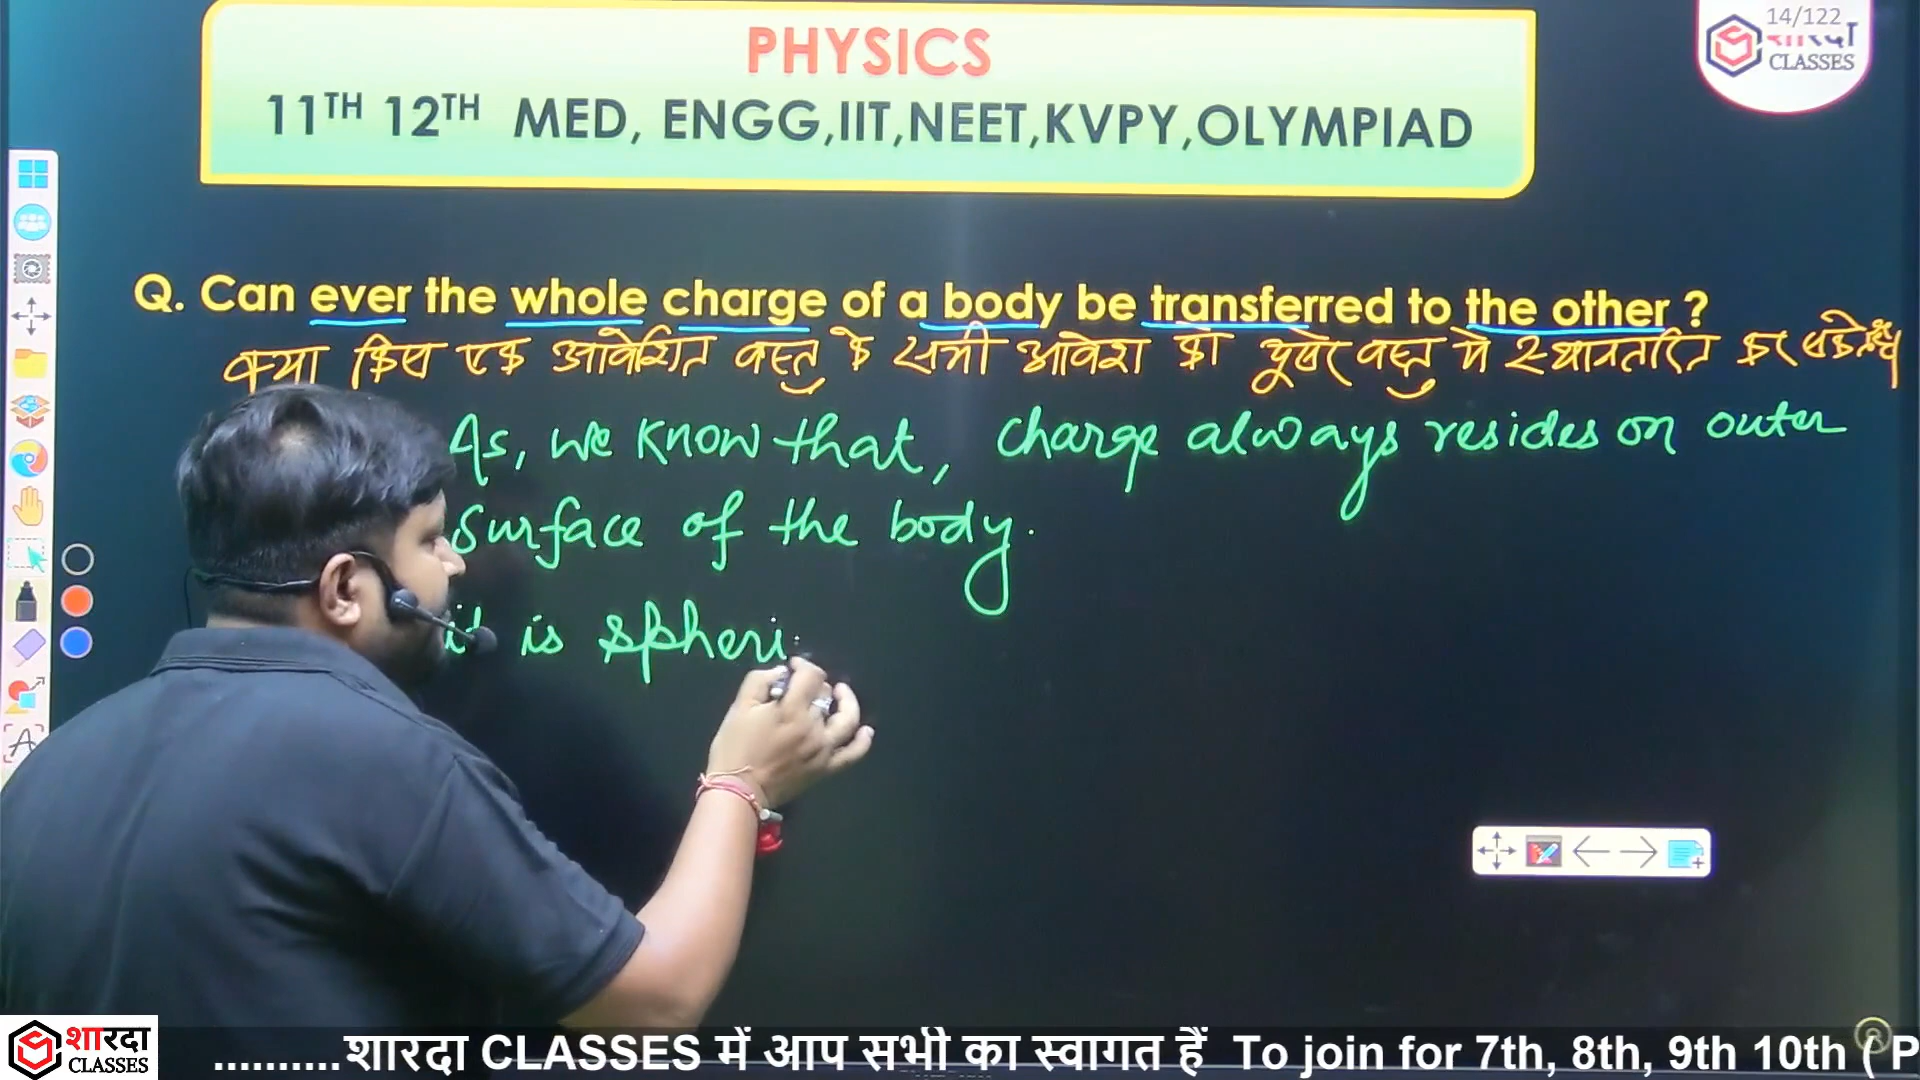 PHYSICS
11TH 12TH MED, ENGG,IIT,NEET,KVPY,OLYMPIAD
14/122
शारदा
CLASSES
Q. Can ever the whole charge of a body be transferred to the other ?
क्या किस एक आवेशित वस्तु के सभी आवेश को दूसरे वस्तु मे स्थानतरित कर
As, we know that, charge always resides on outer
surface of the body.
it is spheri
शारदा
CLASSES
..........शारदा CLASSES में आप सभी का स्वागत हैं To join for 7th, 8th, 9th 10th ( P